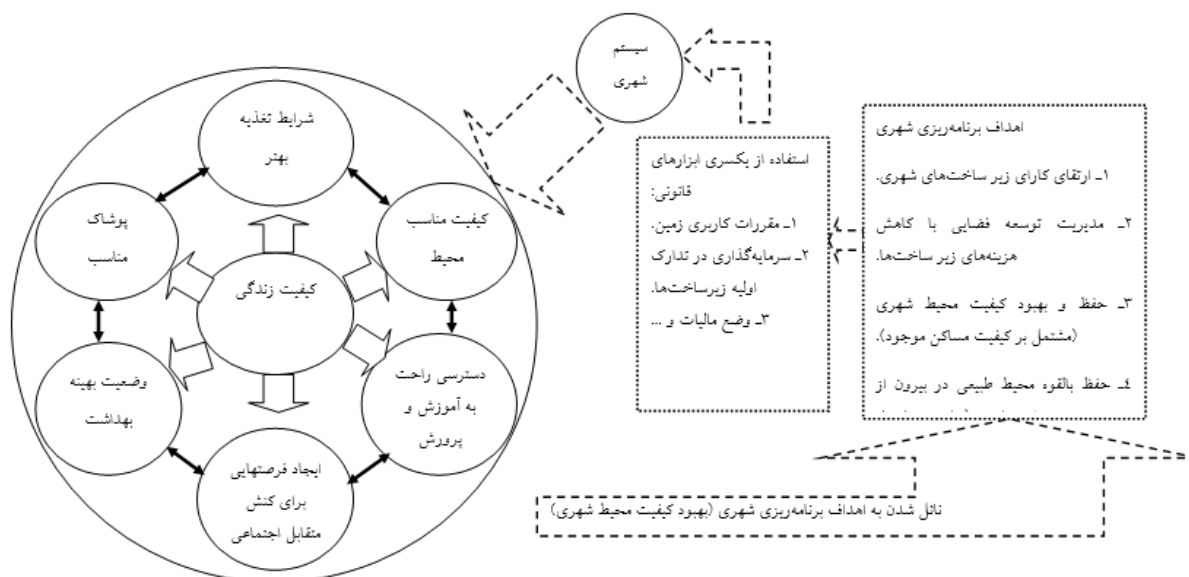 سیستم
شهری
اهداف برنامه‌ریزی شهری
۱ـ ارتقای کارای زیر ساخت‌های شهری.
۲ـ مدیریت توسعه فضایی با کاهش
هزینه‌های زیر ساخت‌ها.
۳ـ حفظ و بهبود کیفیت محیط شهری
(مشتمل بر کیفیت مساکن موجود).
٤ـ حفظ بالقوه محیط طبیعی در بیرون از
استفاده از یکسری ابزارهای
قانونی:
۱ـ مقررات کاربری زمین.
۲ـ سرمایه‌گذاری در تدارک
اولیه زیرساخت‌ها.
۳ـ وضع مالیات و ...
شرایط تغذیه
بهتر
کیفیت مناسب
محیط
پوشاک
مناسب
کیفیت زندگی
دسترسی راحت
به آموزش و
پرورش
وضعیت بهینه
بهداشت
ایجاد فرصتهایی
برای کنش
متقابل اجتماعی
نائل شدن به اهداف برنامه‌ریزی شهری (بهبود کیفیت محیط شهری)